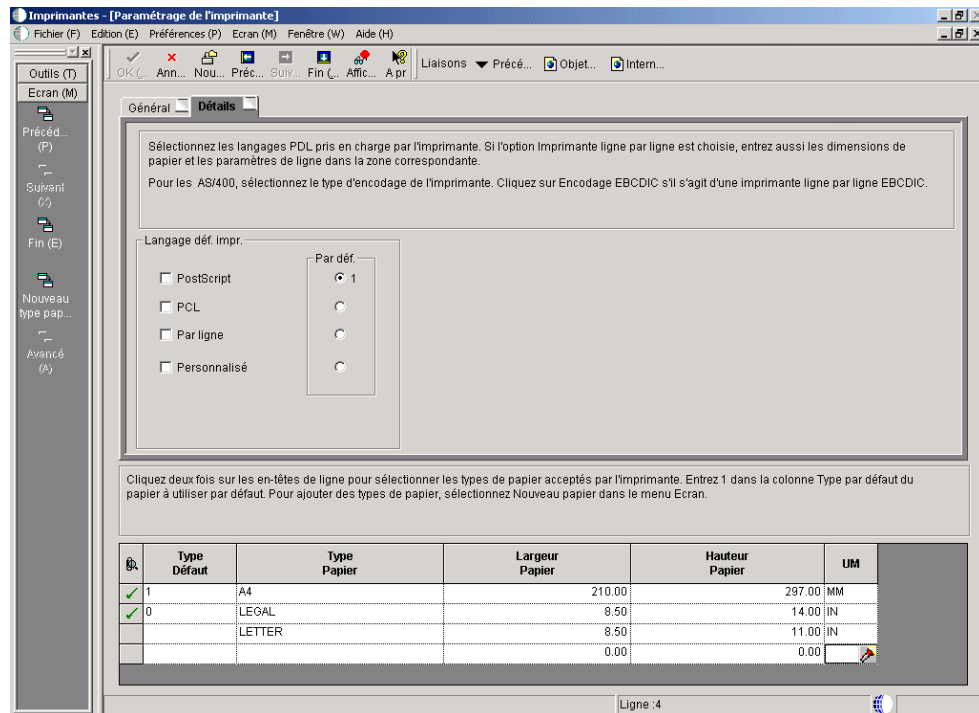 Imprimantes - [Paramétrage de l'imprimante]
Fichier (F) Edition (E) Préférences (P) Ecran (M) Fenêtre (W) Aide (H)
Outils (T)
Ecran (M)
Précéd...
(P)
Suivant
Fin (E)
Nouveau
type pap...
Avancé
(A)
OK (... Ann... Nou... Préc... Suiv... Fin (... Affic... A pr Liaisons Précé... Objet... Intern...
Général Détails
Sélectionnez les langages PDL pris en charge par l'imprimante. Si l'option Imprimante ligne par ligne est choisie, entrez aussi les dimensions de
papier et les paramètres de ligne dans la zone correspondante.
Pour les AS/400, sélectionnez le type d'encodage de l'imprimante. Cliquez sur Encodage EBCDIC s'il s'agit d'une imprimante ligne par ligne EBCDIC.
Langage déf. impr.
Par déf.
PostScript 1
PCL
Par ligne
Personnalisé
Cliquez deux fois sur les en-têtes de ligne pour sélectionner les types de papier acceptés par l'imprimante. Entrez 1 dans la colonne Type par défaut du
papier à utiliser par défaut. Pour ajouter des types de papier, sélectionnez Nouveau papier dans le menu Ecran.
Type Défaut Type Papier Largeur Papier Hauteur Papier UM
1 A4 210.00 297.00 MM
0 LEGAL 8.50 14.00 IN
LETTER 8.50 11.00 IN
0.00 0.00
Ligne :4